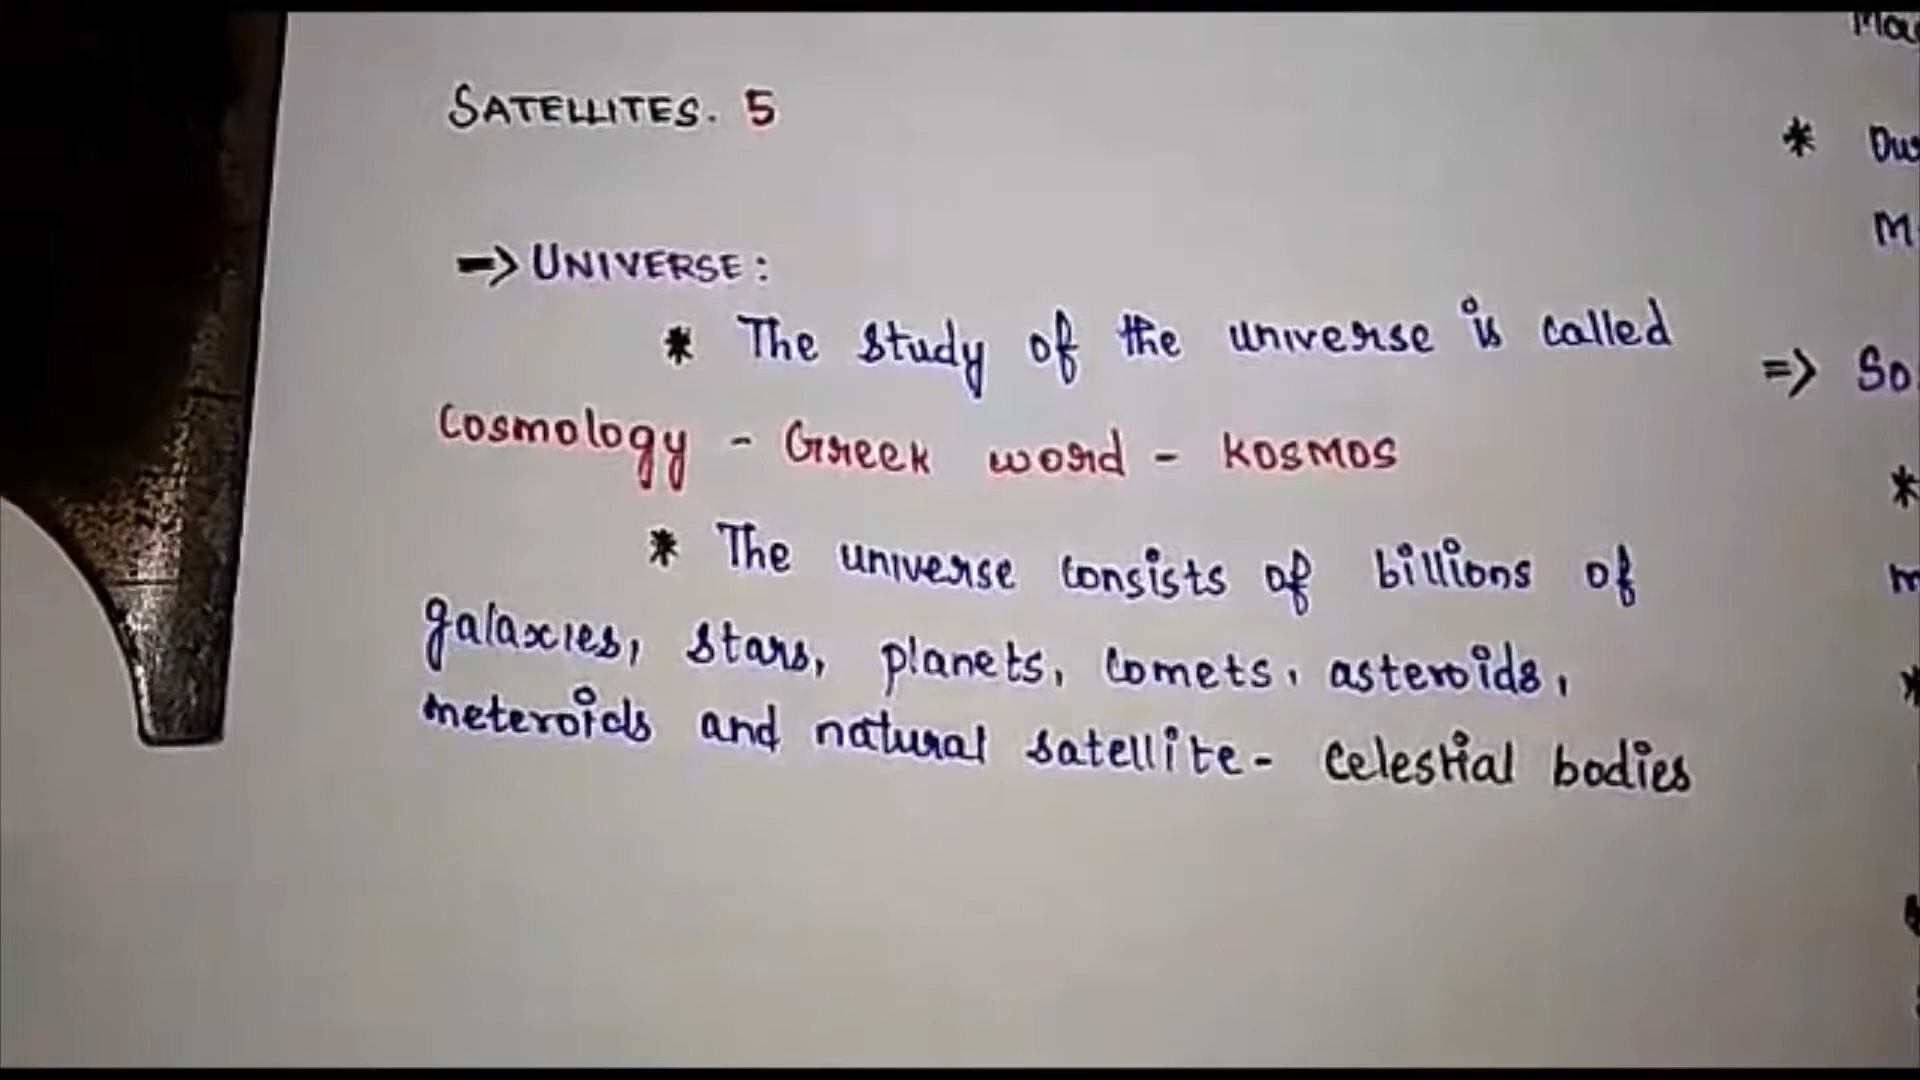 SATELLITES. 5
=> UNIVERSE:
* The study of the universe is called
Cosmology - Greek word - KOSMOS
* The universe consists of billions of
galaxies, stars, planets, comets, asteroids,
meteroids and natural satellite - Celestial bodies